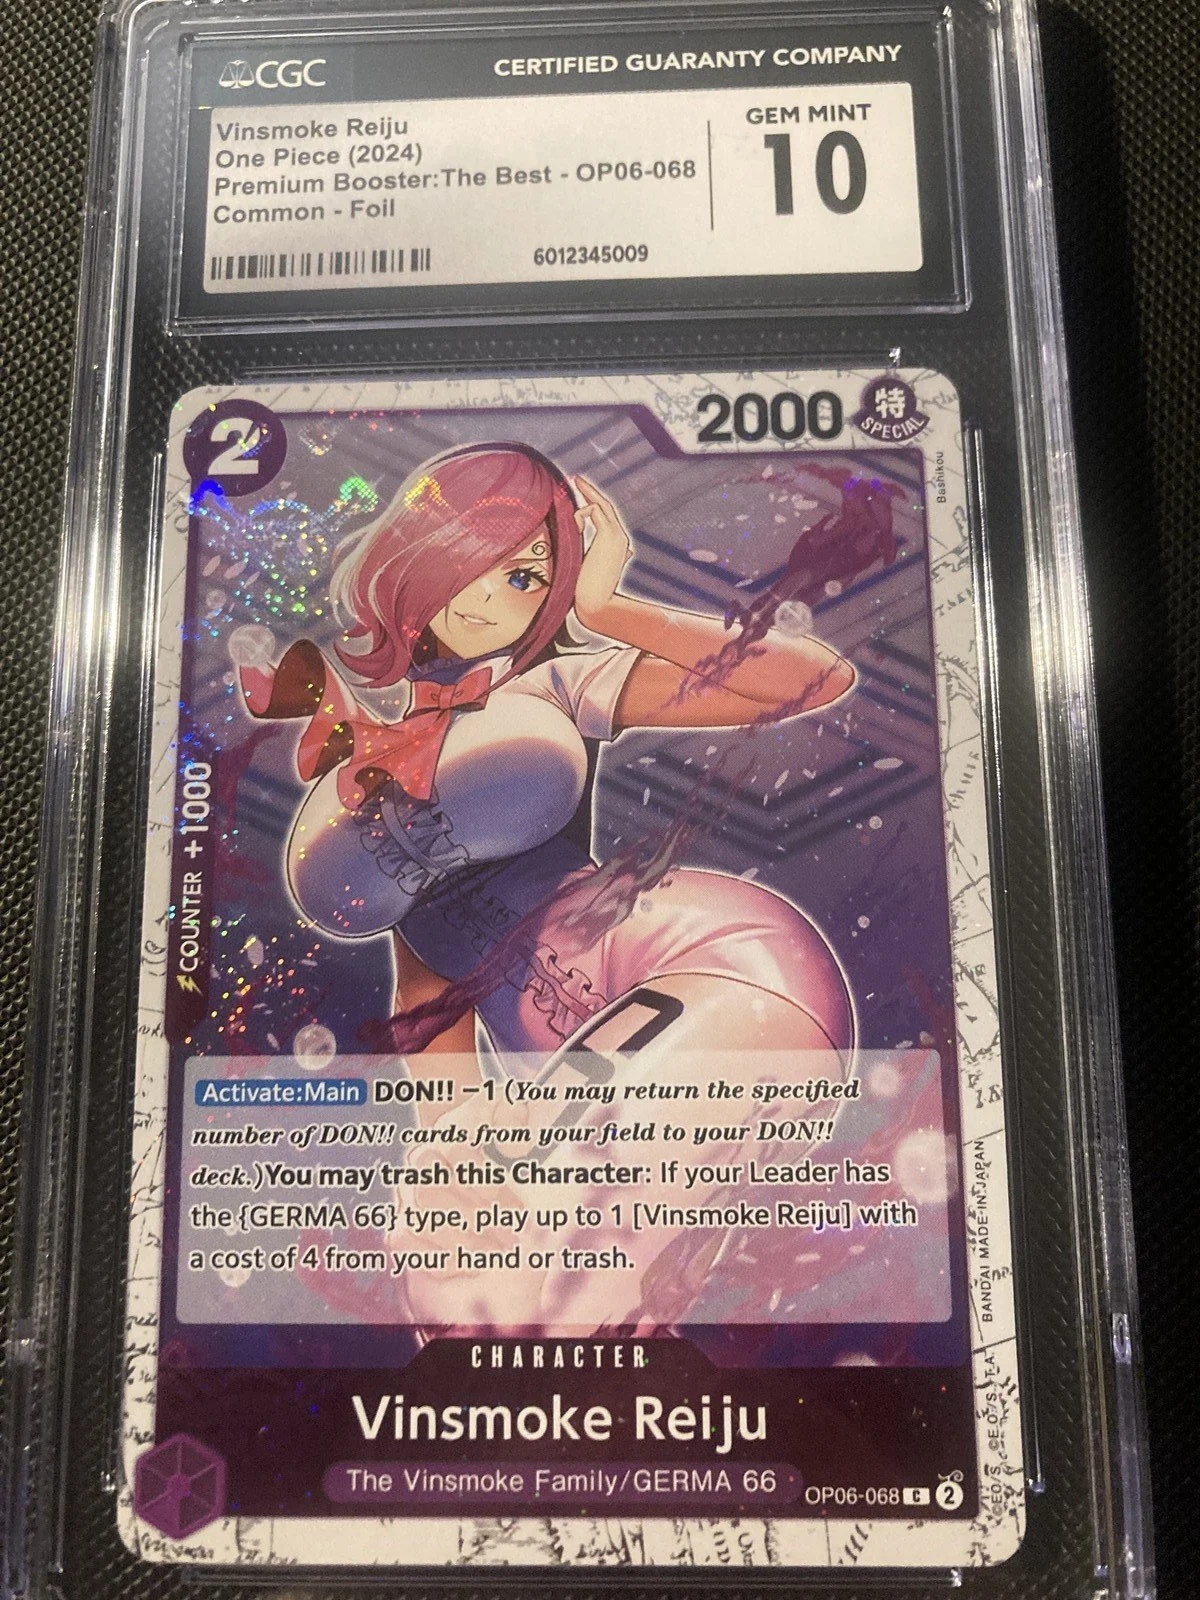 CGC
CERTIFIED GUARANTY COMPANY
Vinsmoke Reiju
One Piece (2024)
Premium Booster:The Best - OP06-068
Common - Foil
6012345009
GEM MINT
10
2
2000
特
SPECIAL
Bashikou
COUNTER +1000
Activate:Main DON!! −1 (You may return the specified
number of DON!! cards from your field to your DON!!
deck.)You may trash this Character: If your Leader has
the {GERMA 66} type, play up to 1 [Vinsmoke Reiju] with
a cost of 4 from your hand or trash.
BANDAI MADE IN JAPAN
CHARACTER
Vinsmoke Reiju
The Vinsmoke Family/GERMA 66
OP06-068 C 2